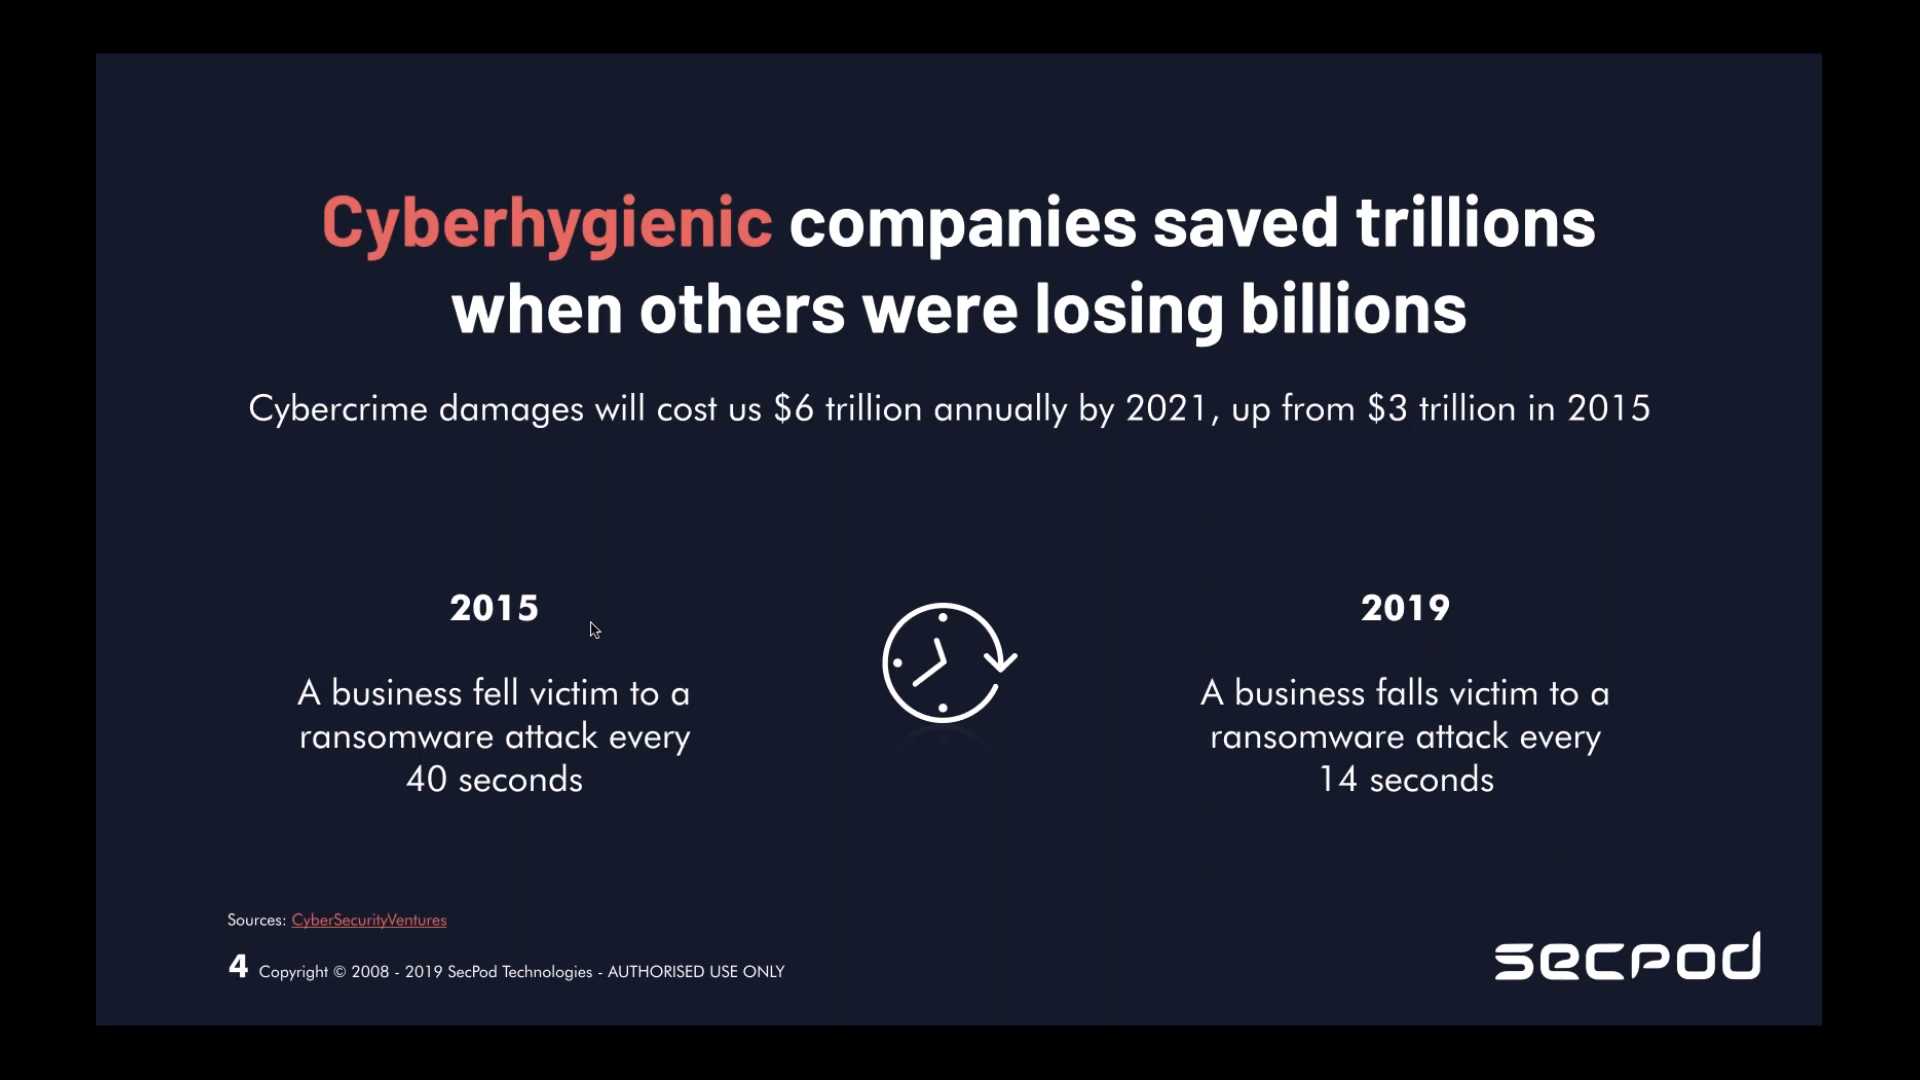 Cyberhygienic companies saved trillions
when others were losing billions
Cybercrime damages will cost us $6 trillion annually by 2021, up from $3 trillion in 2015
2015
A business fell victim to a
ransomware attack every
40 seconds
2019
A business falls victim to a
ransomware attack every
14 seconds
Sources: CyberSecurityVentures
4 Copyright © 2008 - 2019 SecPod Technologies - AUTHORISED USE ONLY
secpod